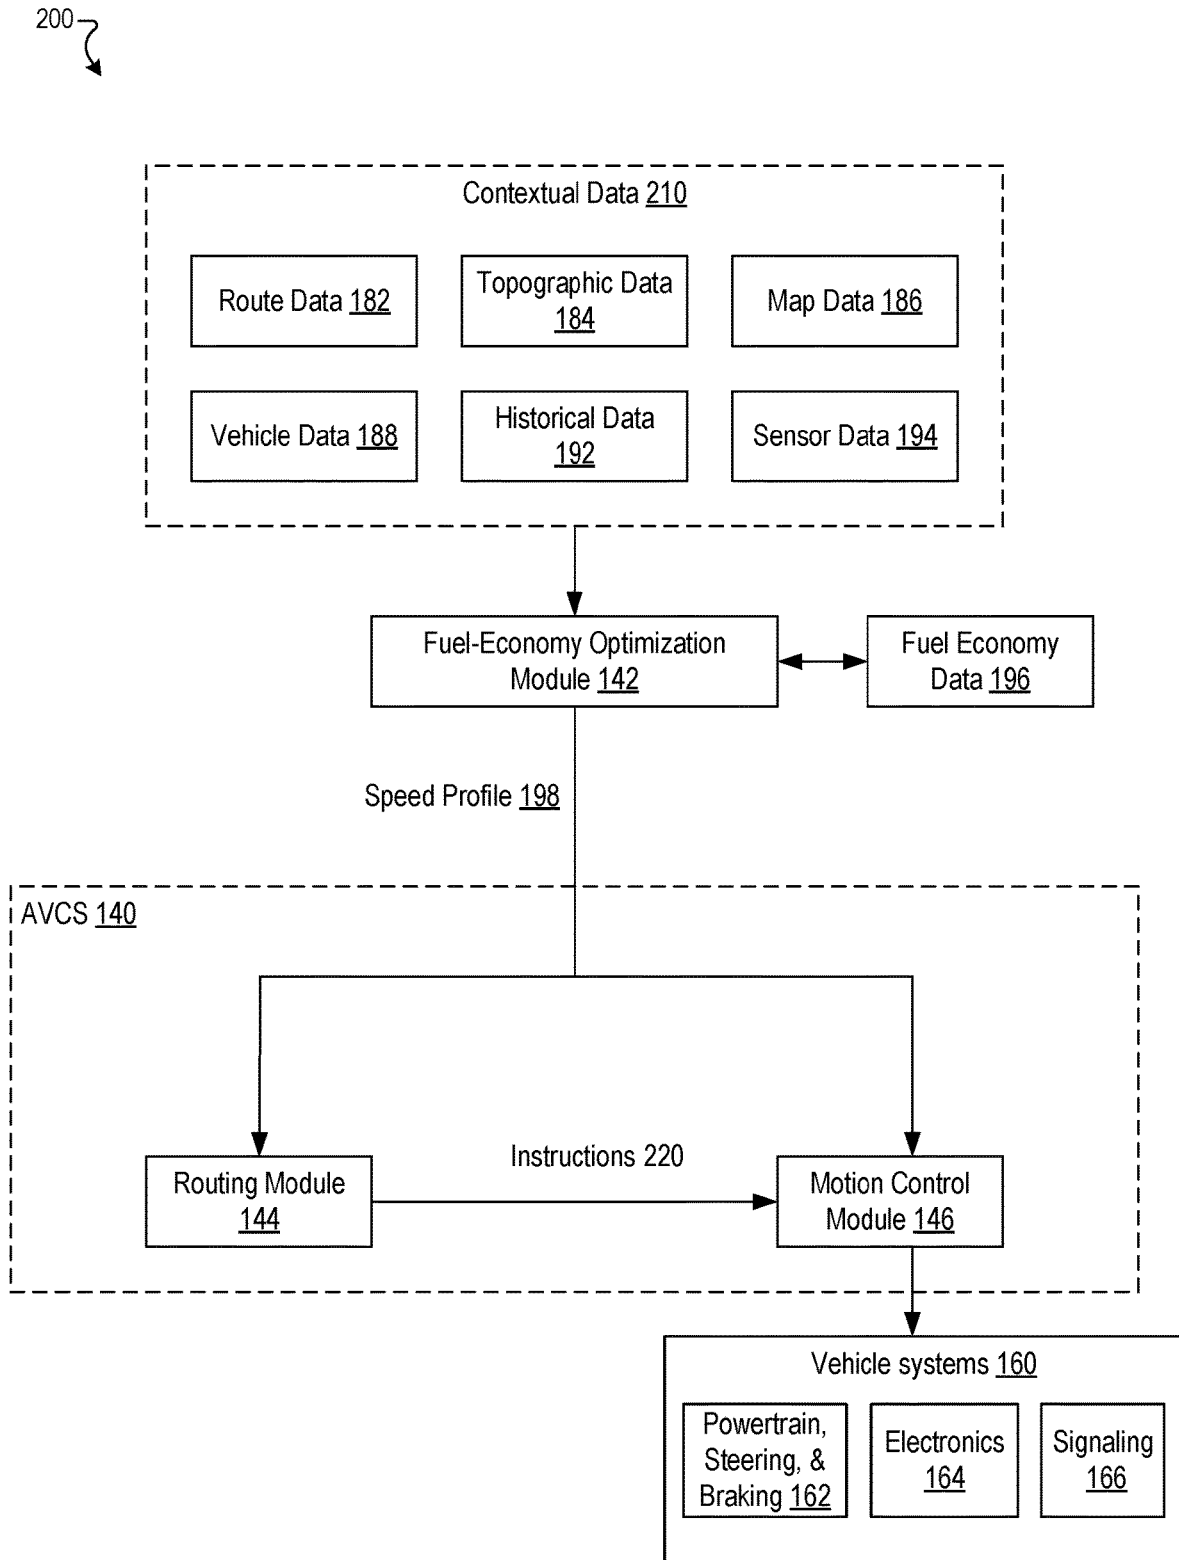 200
Contextual Data 210
Route Data 182
Topographic Data
184
Map Data 186
Vehicle Data 188
Historical Data
192
Sensor Data 194
Fuel-Economy Optimization
Module 142
Fuel Economy
Data 196
Speed Profile 198
AVCS 140
Instructions 220
Routing Module
144
Motion Control
Module 146
Vehicle systems 160
Powertrain,
Steering, &
Braking 162
Electronics
164
Signaling
166